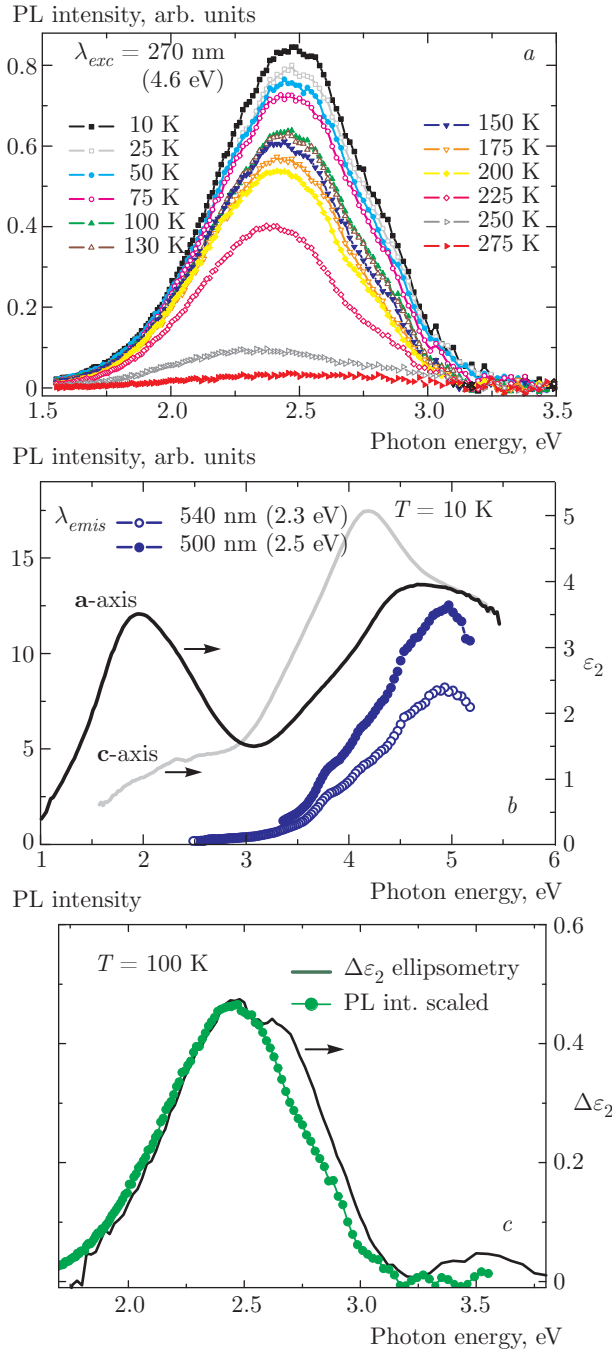 PL intensity, arb. units
λexc = 270 nm
(4.6 eV)
a
10 K
25 K
50 K
75 K
100 K
130 K
150 K
175 K
200 K
225 K
250 K
275 K
0.8
0.6
0.4
0.2
0
1.5 2.0 2.5 3.0 3.5
Photon energy, eV
PL intensity, arb. units
λemis 540 nm (2.3 eV)
500 nm (2.5 eV)
T = 10 K
a-axis
c-axis
b
15
10
5
0
5
4
3
2
1
0
ε2
1 2 3 4 5 6
Photon energy, eV
PL intensity
T = 100 K
Δε2 ellipsometry
PL int. scaled
c
0.6
0.4
0.2
0
Δε2
2.0 2.5 3.0 3.5
Photon energy, eV